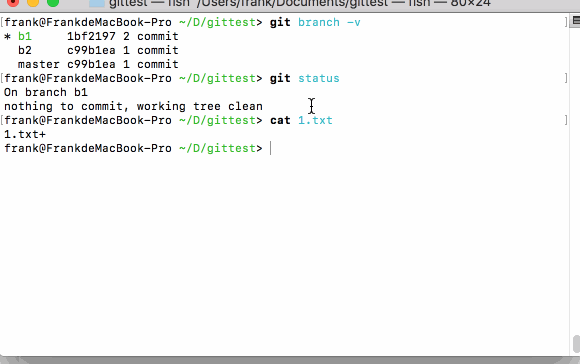 gittest — fish /Users/frank/Documents/gittest — fish — 80×24
[frank@FrankdeMacBook-Pro ~/D/gittest> git branch -v ]
* b1     1bf2197 2 commit
  b2     c99b1ea 1 commit
  master c99b1ea 1 commit
[frank@FrankdeMacBook-Pro ~/D/gittest> git status ]
On branch b1
nothing to commit, working tree clean
[frank@FrankdeMacBook-Pro ~/D/gittest> cat 1.txt ]
1.txt+
frank@FrankdeMacBook-Pro ~/D/gittest>